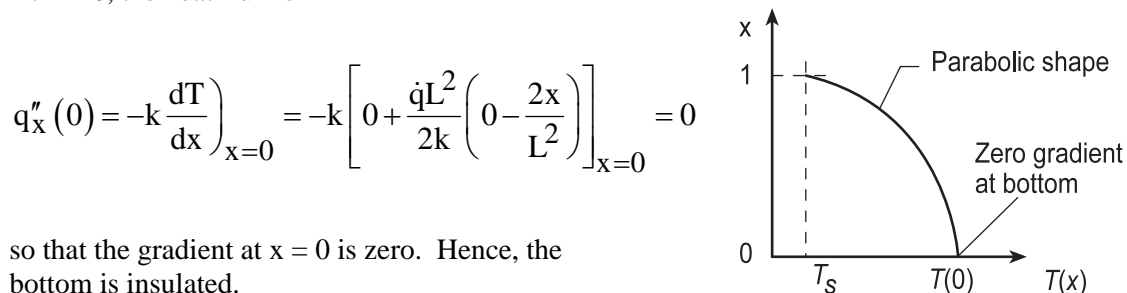 q″ₓ(0) = −k dT/dx)ₓ₌₀ = −k[0 + q̇L²/2k (0 − 2x/L²)]ₓ₌₀ = 0
so that the gradient at x = 0 is zero. Hence, the
bottom is insulated.
x
1
Parabolic shape
Zero gradient
at bottom
0
Tₛ
T(0)
T(x)